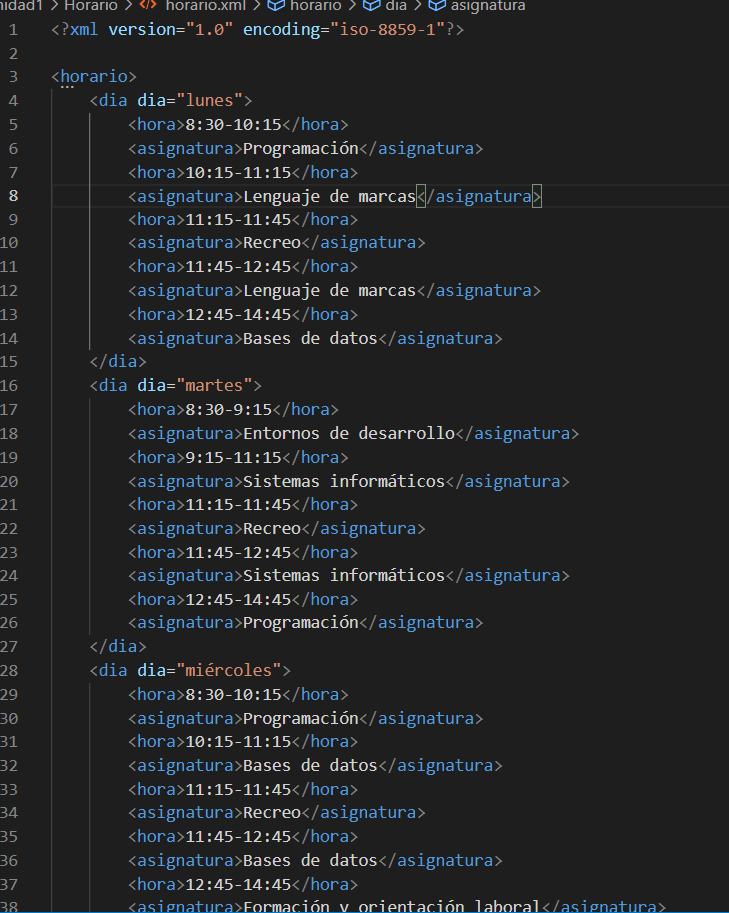 nidad1 > Horario > horario.xml > horario > dia > asignatura
1 <?xml version="1.0" encoding="iso-8859-1"?>
2
3 <horario>
4 <dia dia="lunes">
5 <hora>8:30-10:15</hora>
6 <asignatura>Programación</asignatura>
7 <hora>10:15-11:15</hora>
8 <asignatura>Lenguaje de marcas</asignatura>
9 <hora>11:15-11:45</hora>
10 <asignatura>Recreo</asignatura>
11 <hora>11:45-12:45</hora>
12 <asignatura>Lenguaje de marcas</asignatura>
13 <hora>12:45-14:45</hora>
14 <asignatura>Bases de datos</asignatura>
15 </dia>
16 <dia dia="martes">
17 <hora>8:30-9:15</hora>
18 <asignatura>Entornos de desarrollo</asignatura>
19 <hora>9:15-11:15</hora>
20 <asignatura>Sistemas informáticos</asignatura>
21 <hora>11:15-11:45</hora>
22 <asignatura>Recreo</asignatura>
23 <hora>11:45-12:45</hora>
24 <asignatura>Sistemas informáticos</asignatura>
25 <hora>12:45-14:45</hora>
26 <asignatura>Programación</asignatura>
27 </dia>
28 <dia dia="miércoles">
29 <hora>8:30-10:15</hora>
30 <asignatura>Programación</asignatura>
31 <hora>10:15-11:15</hora>
32 <asignatura>Bases de datos</asignatura>
33 <hora>11:15-11:45</hora>
34 <asignatura>Recreo</asignatura>
35 <hora>11:45-12:45</hora>
36 <asignatura>Bases de datos</asignatura>
37 <hora>12:45-14:45</hora>
38 <asignatura>Formación y orientación laboral</asignatura>